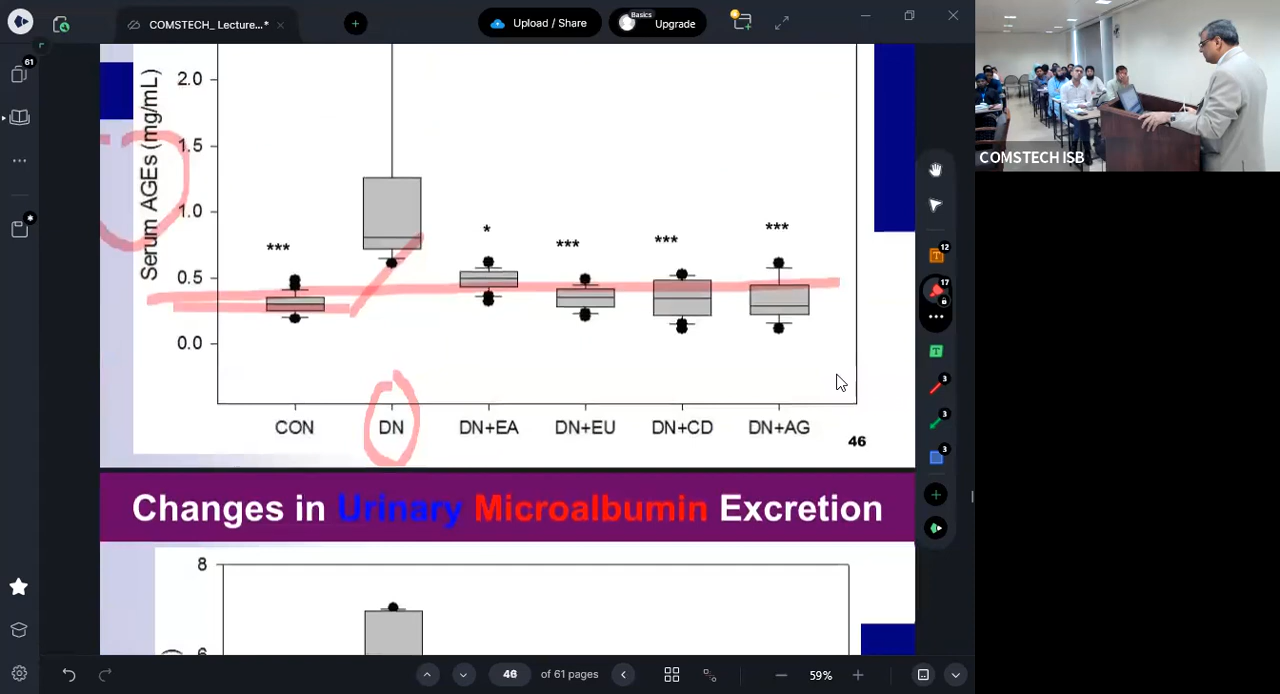 COMSTECH_ Lecture...*
Upload / Share
Basics
Upgrade
61
2.0
1.5
1.0
0.5
0.0
Serum AGEs (mg/mL)
***
*
***
***
***
CON
DN
DN+EA
DN+EU
DN+CD
DN+AG
46
Changes in Urinary Microalbumin Excretion
8
6
T
12
17
T
3
3
3
COMSTECH ISB
46
of 61 pages
59%